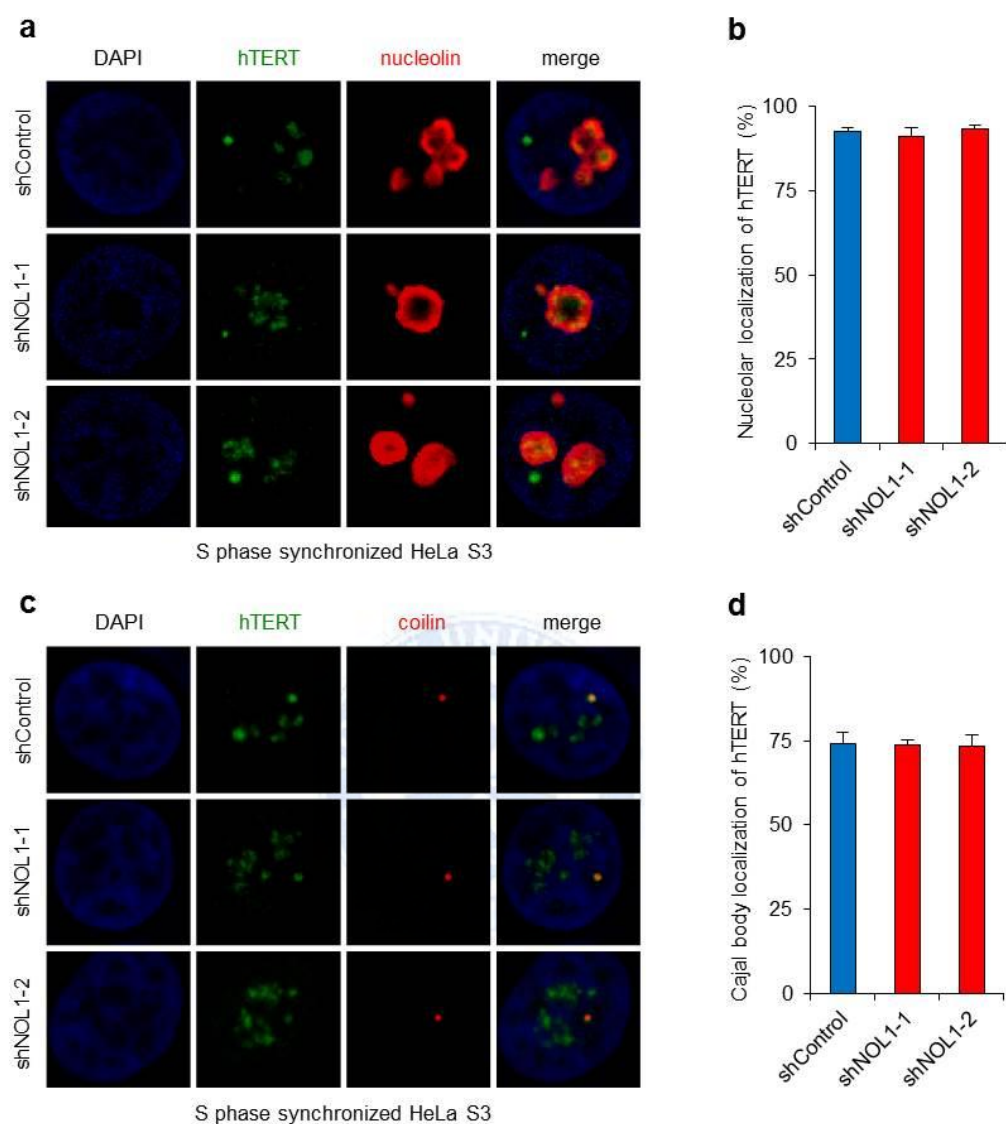 a
DAPI hTERT nucleolin merge
shControl
shNOL1-1
shNOL1-2
S phase synchronized HeLa S3
b
Nucleolar localization of hTERT (%)
100
75
50
25
0
shControl
shNOL1-1
shNOL1-2
c
DAPI hTERT coilin merge
shControl
shNOL1-1
shNOL1-2
S phase synchronized HeLa S3
d
Cajal body localization of hTERT (%)
100
75
50
25
0
shControl
shNOL1-1
shNOL1-2